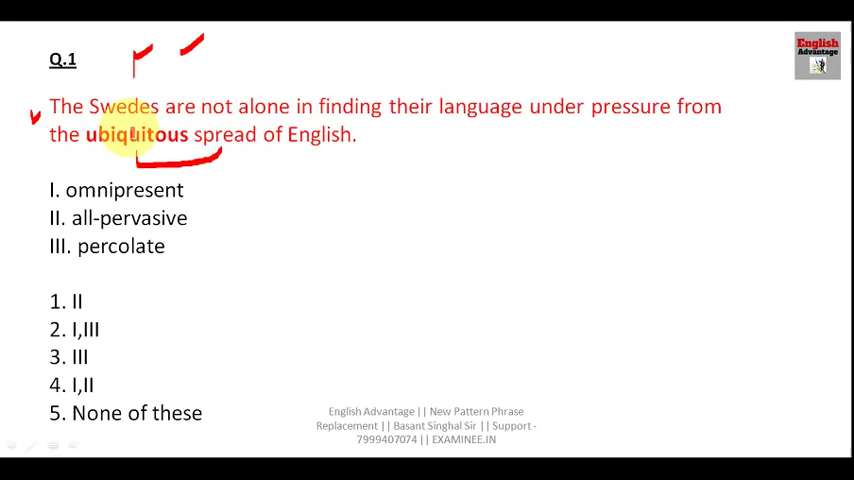 English
Advantage
Q.1
The Swedes are not alone in finding their language under pressure from
the ubiquitous spread of English.
I. omnipresent
II. all-pervasive
III. percolate
1. II
2. I,III
3. III
4. I,II
5. None of these
English Advantage || New Pattern Phrase
Replacement || Basant Singhal Sir || Support -
7999407074 || EXAMINEE.IN